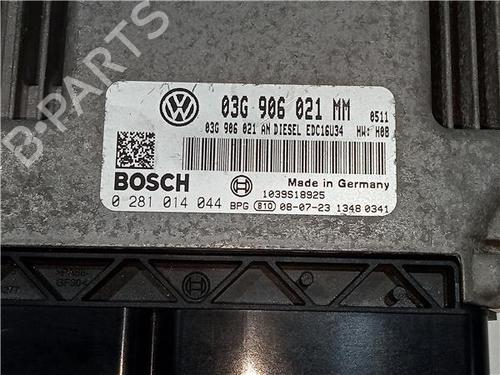 B-PARTS
03G 906 021 MM 0511
03G 906 021 AN DIESEL EDC16U34 HW: H08
BOSCH
Made in Germany
1039S18925
0 281 014 044 BPG 810 08-07-23 1348 0341
GF30